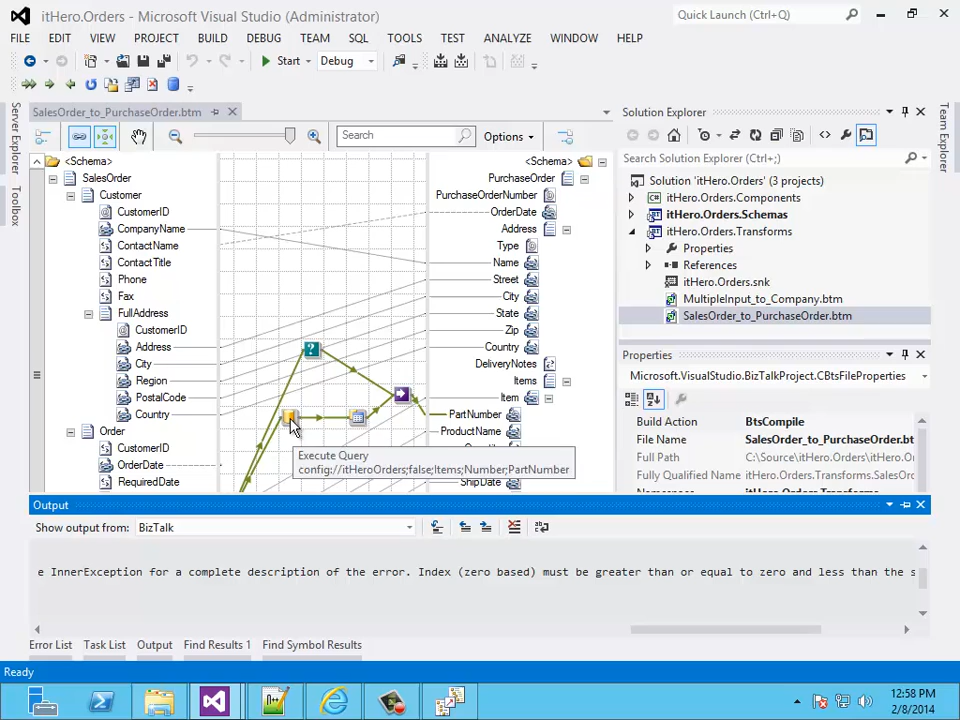 itHero.Orders - Microsoft Visual Studio (Administrator)
Quick Launch (Ctrl+Q)
FILE EDIT VIEW PROJECT BUILD DEBUG TEAM SQL TOOLS TEST ANALYZE WINDOW HELP
Start Debug
Server Explorer
Toolbox
Team Explorer
SalesOrder_to_PurchaseOrder.btm
Search
Options
<Schema>
SalesOrder
Customer
CustomerID
CompanyName
ContactName
ContactTitle
Phone
Fax
FullAddress
CustomerID
Address
City
Region
PostalCode
Country
Order
CustomerID
OrderDate
RequiredDate
<Schema>
PurchaseOrder
PurchaseOrderNumber
OrderDate
Address
Type
Name
Street
City
State
Zip
Country
DeliveryNotes
Items
Item
PartNumber
ProductName
ShipDate
Execute Query
config://itHeroOrders;false;Items;Number;PartNumber
Solution Explorer
Search Solution Explorer (Ctrl+;)
Solution 'itHero.Orders' (3 projects)
itHero.Orders.Components
itHero.Orders.Schemas
itHero.Orders.Transforms
Properties
References
itHero.Orders.snk
MultipleInput_to_Company.btm
SalesOrder_to_PurchaseOrder.btm
Properties
Microsoft.VisualStudio.BizTalkProject.CBtsFileProperties
Build Action BtsCompile
File Name SalesOrder_to_PurchaseOrder.bt
Full Path C:\Source\itHero.Orders\itHero.O
Fully Qualified Name itHero.Orders.Transforms.SalesO
Output
Show output from: BizTalk
e InnerException for a complete description of the error. Index (zero based) must be greater than or equal to zero and less than the s
Error List Task List Output Find Results 1 Find Symbol Results
Ready
12:58 PM
2/8/2014